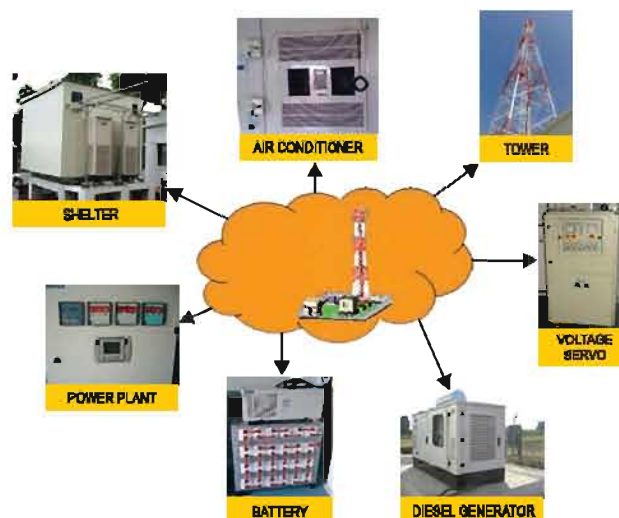 AIR CONDITIONER
TOWER
SHELTER
VOLTAGE
SERVO
POWER PLANT
BATTERY
DIESEL GENERATOR